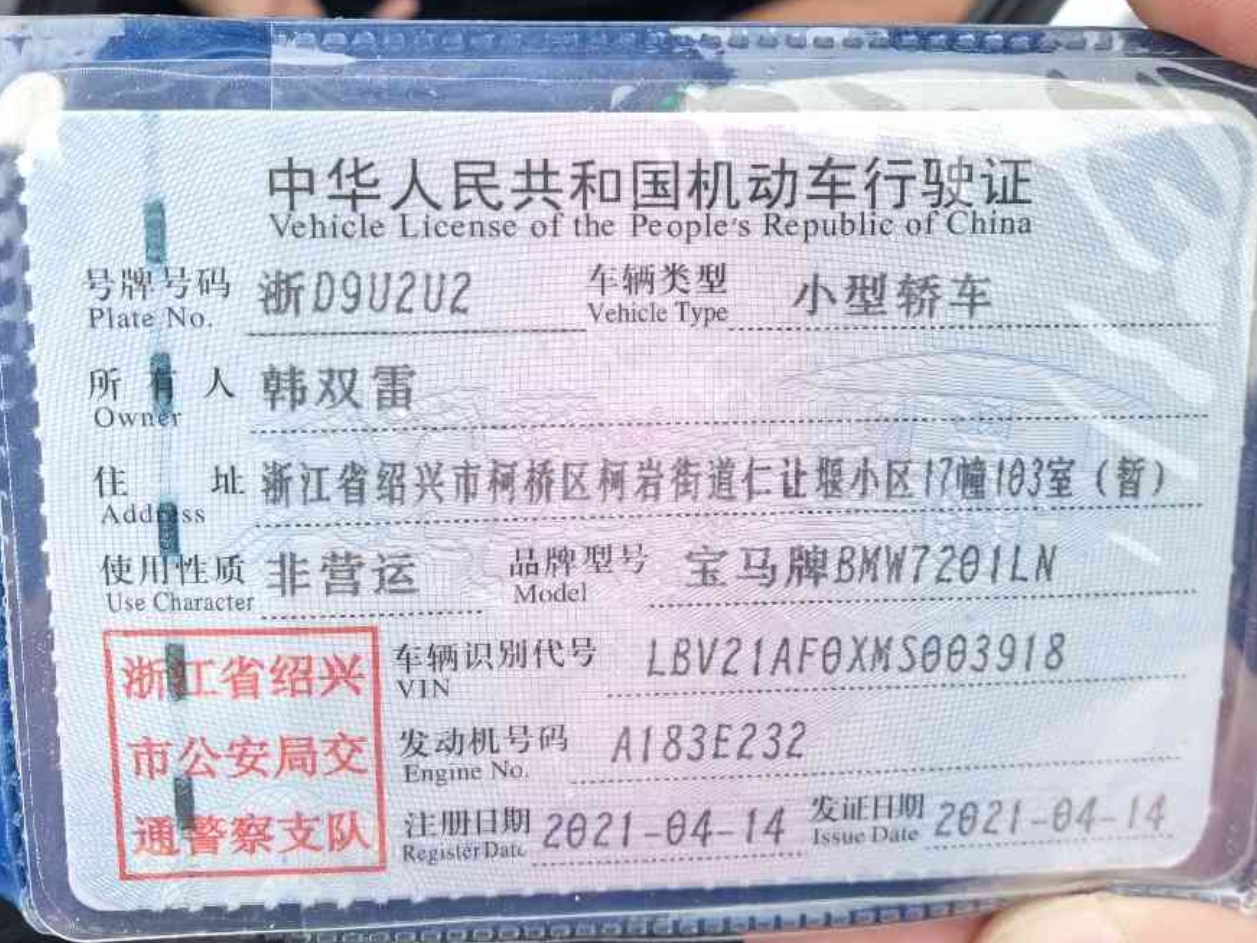 中华人民共和国机动车行驶证
Vehicle License of the People's Republic of China
号牌号码 浙D9U2U2 车辆类型 小型轿车
Plate No. Vehicle Type
所有人 韩双雷
Owner
住址 浙江省绍兴市柯桥区柯岩街道仁让堰小区17幢103室（暂）
Address
使用性质 非营运 品牌型号 宝马牌BMW7201LN
Use Character Model
浙江省绍兴
市公安局交
通警察支队
车辆识别代号 LBV21AF0XMS003918
VIN
发动机号码 A183E232
Engine No.
注册日期 2021-04-14 发证日期 2021-04-14
Register Date Issue Date